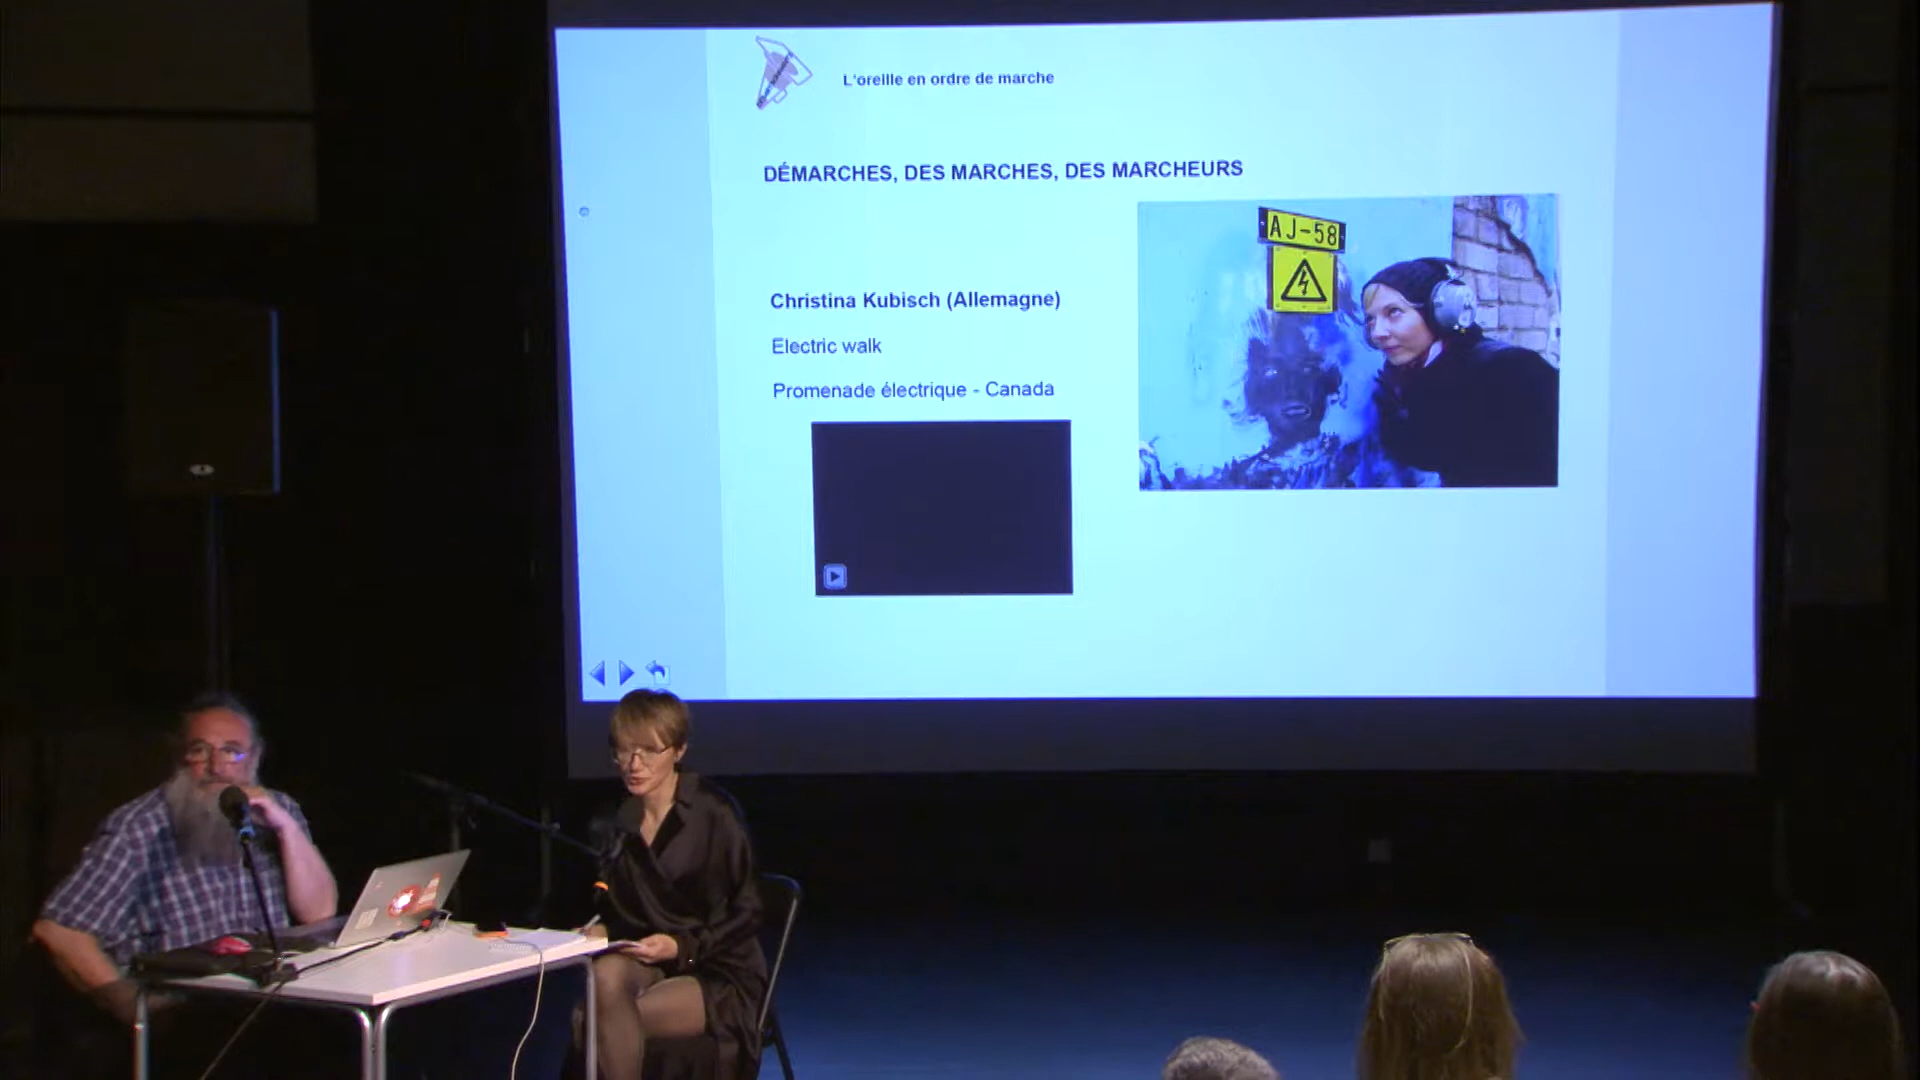 L'oreille en ordre de marche
DÉMARCHES, DES MARCHES, DES MARCHEURS
AJ-58
Christina Kubisch (Allemagne)
Electric walk
Promenade électrique - Canada